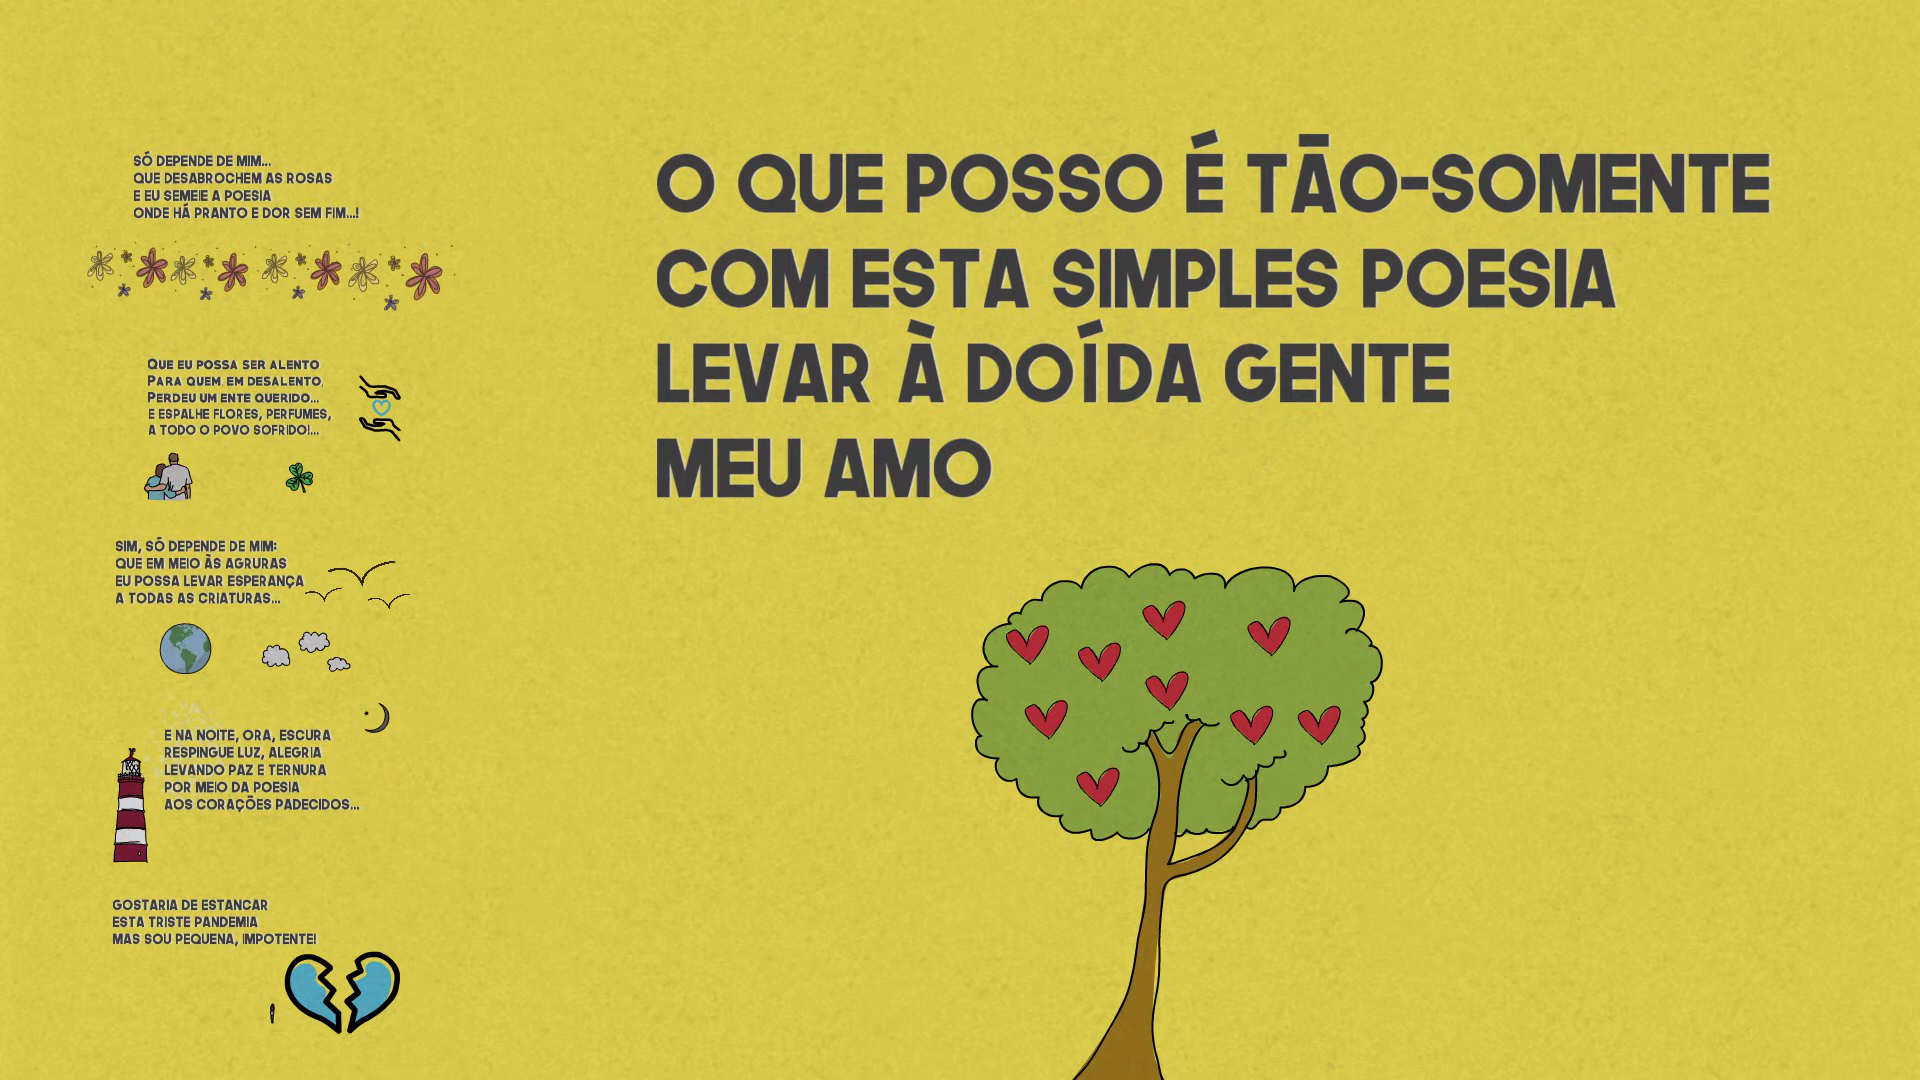 SÓ DEPENDE DE MIM...
QUE DESABROCHEM AS ROSAS
E EU SEMEIE A POESIA
ONDE HÁ PRANTO E DOR SEM FIM...!
QUE EU POSSA SER ALENTO
PARA QUEM, EM DESALENTO,
PERDEU UM ENTE QUERIDO...
E ESPALHE FLORES, PERFUMES,
A TODO O POVO SOFRIDO!...
SIM, SÓ DEPENDE DE MIM:
QUE EM MEIO ÀS AGRURAS
EU POSSA LEVAR ESPERANÇA
A TODAS AS CRIATURAS...
E NA NOITE, ORA, ESCURA
RESPINGUE LUZ, ALEGRIA
LEVANDO PAZ E TERNURA
POR MEIO DA POESIA
AOS CORAÇÕES PADECIDOS...
GOSTARIA DE ESTANCAR
ESTA TRISTE PANDEMIA
MAS SOU PEQUENA, IMPOTENTE!
O QUE POSSO É TÃO-SOMENTE
COM ESTA SIMPLES POESIA
LEVAR À DOÍDA GENTE
MEU AMO